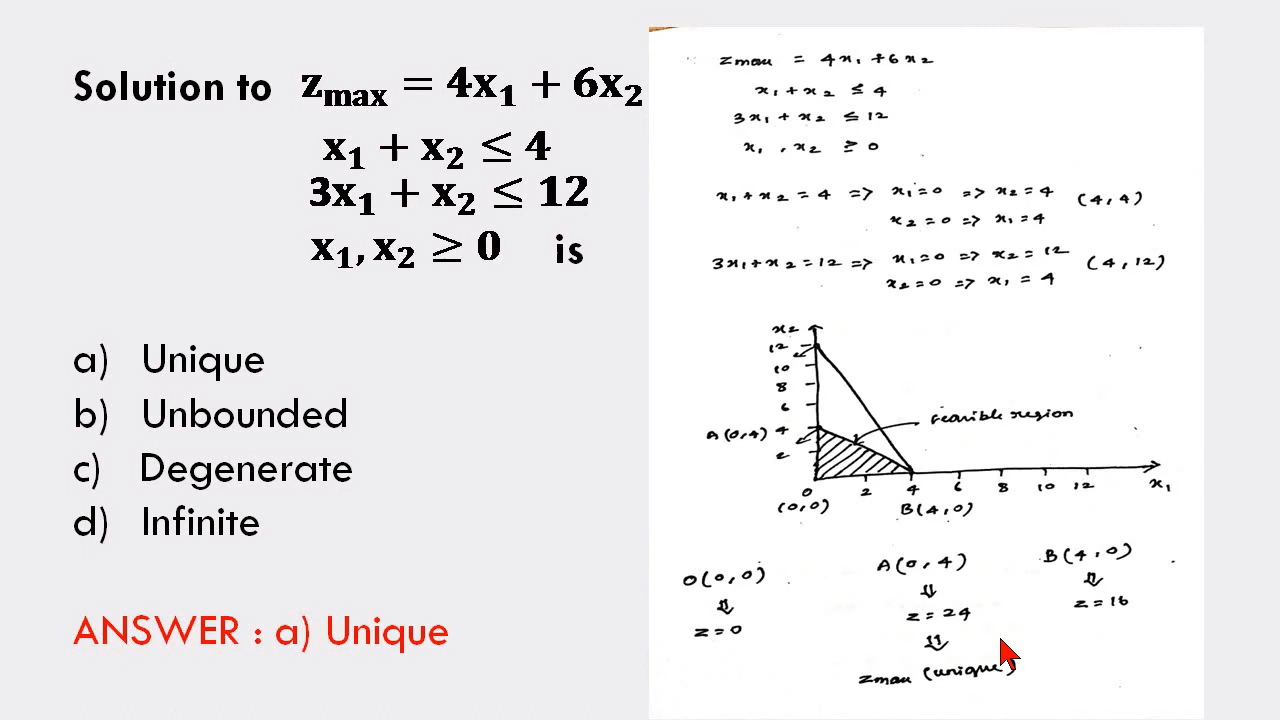 Solution to z_max = 4x₁ + 6x₂
x₁ + x₂ ≤ 4
3x₁ + x₂ ≤ 12
x₁, x₂ ≥ 0 is
a) Unique
b) Unbounded
c) Degenerate
d) Infinite
ANSWER : a) Unique
zmax = 4x₁ + 6x₂
x₁ + x₂ ≤ 4
3x₁ + x₂ ≤ 12
x₁, x₂ ≥ 0
x₁ + x₂ = 4 => x₁=0 => x₂=4 (4,4)
x₂=0 => x₁=4
3x₁+x₂=12 => x₁=0 => x₂=12 (4,12)
x₂=0 => x₁=4
x₂
12
10
8
6
A(0,4) 4
2
feasible region
0 2 4 6 8 10 12 x₁
(0,0) B(4,0)
O(0,0) A(0,4) B(4,0)
⇓ ⇓ ⇓
z=0 z=24 z=16
⇓
zmax (unique)